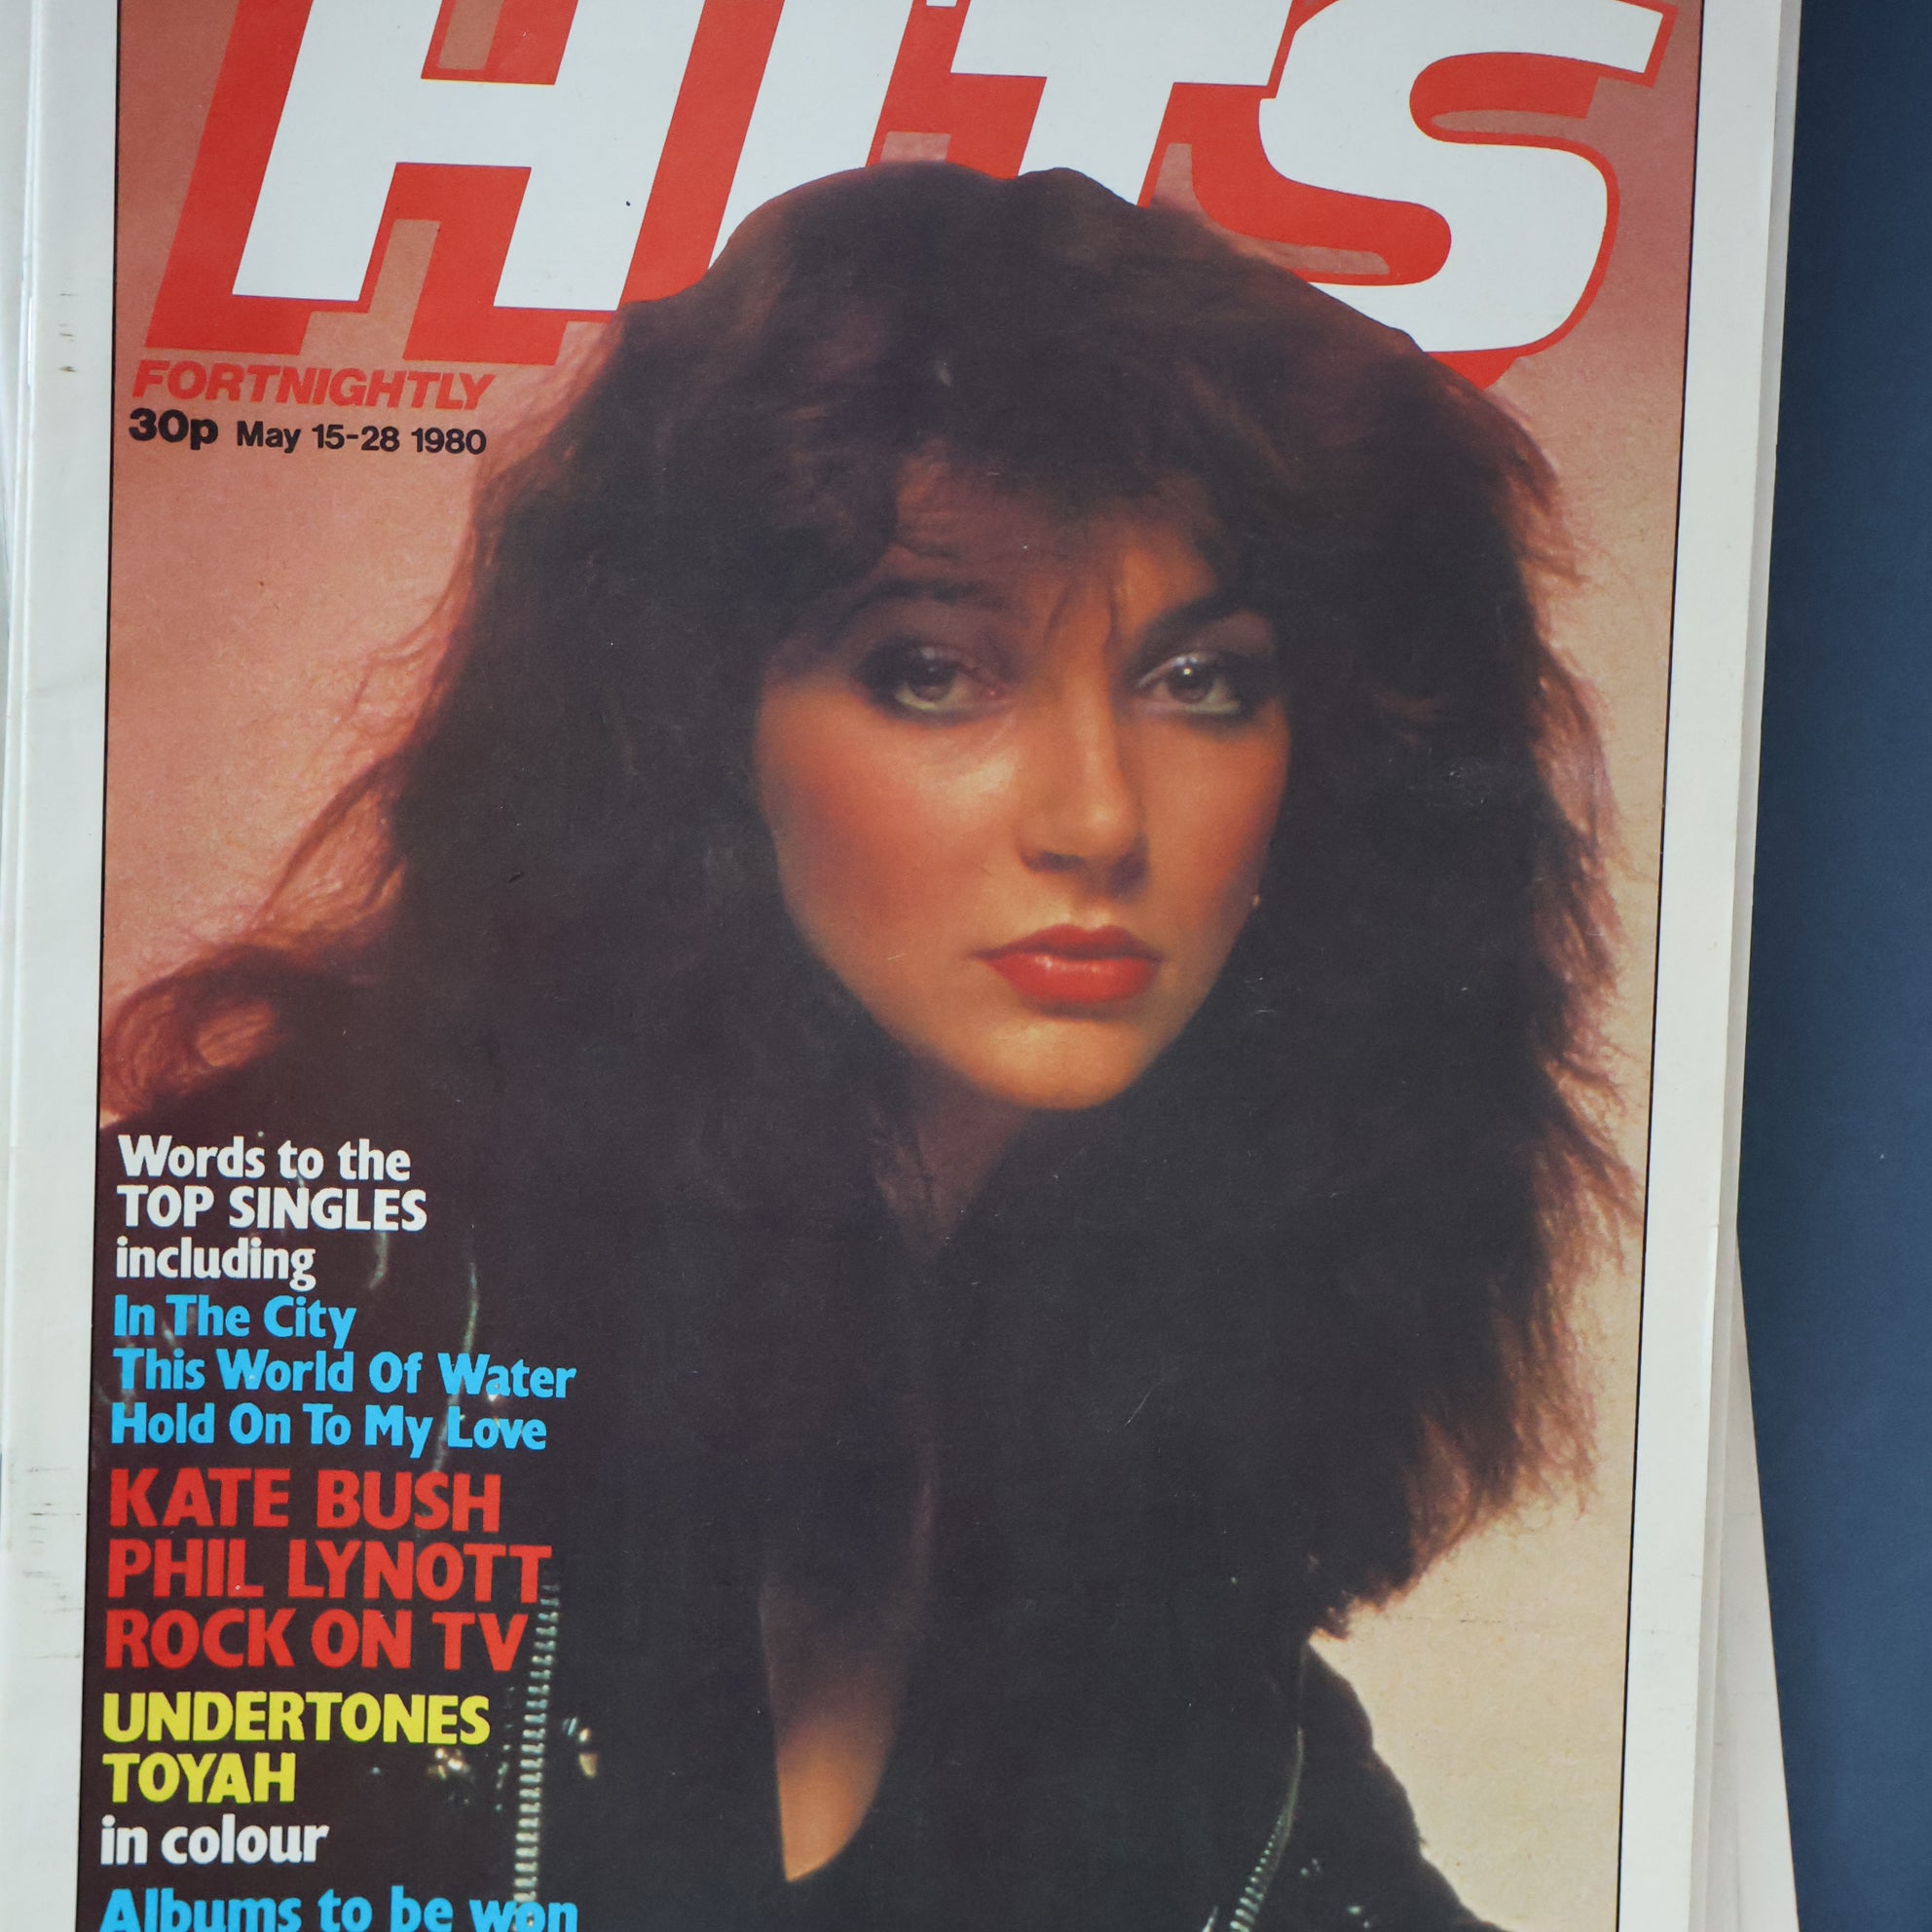 HITS
FORTNIGHTLY
30p May 15-28 1980
Words to the
TOP SINGLES
including
In The City
This World Of Water
Hold On To My Love
KATE BUSH
PHIL LYNOTT
ROCK ON TV
UNDERTONES
TOYAH
in colour
Albums to be won